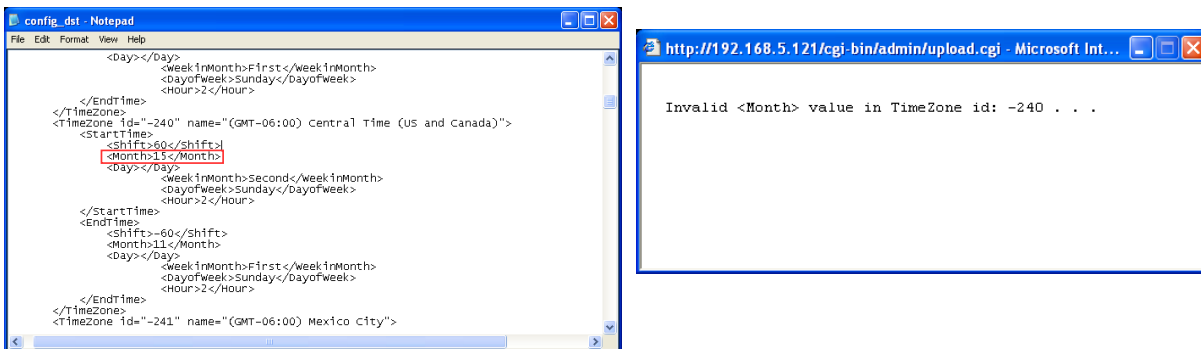 config_dst - Notepad
File Edit Format View Help
<Day></Day>
<WeekinMonth>First</WeekinMonth>
<DayofWeek>Sunday</DayofWeek>
<Hour>2</Hour>
</EndTime>
</TimeZone>
<TimeZone id="-240" name="(GMT-06:00) Central Time (US and Canada)">
<StartTime>
<Shift>60</Shift>
<Month>15</Month>
<Day></Day>
<WeekinMonth>Second</WeekinMonth>
<DayofWeek>Sunday</DayofWeek>
<Hour>2</Hour>
</StartTime>
<EndTime>
<Shift>-60</Shift>
<Month>11</Month>
<Day></Day>
<WeekinMonth>First</WeekinMonth>
<DayofWeek>Sunday</DayofWeek>
<Hour>2</Hour>
</EndTime>
</TimeZone>
<TimeZone id="-241" name="(GMT-06:00) Mexico City">
http://192.168.5.121/cgi-bin/admin/upload.cgi - Microsoft Int...
Invalid <Month> value in TimeZone id: -240 . . .